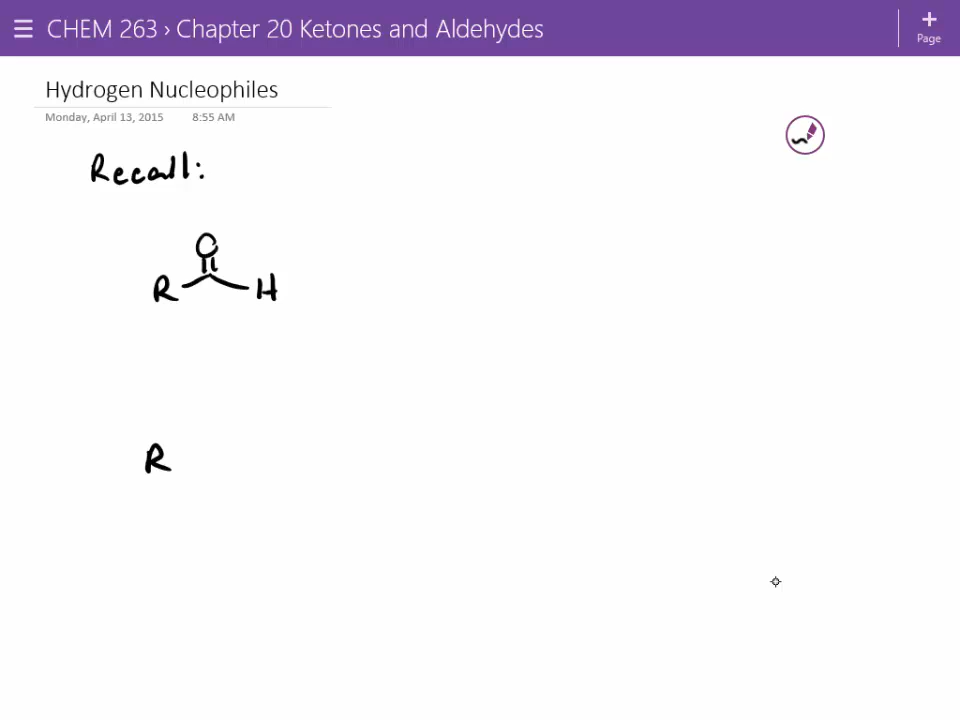 CHEM 263 › Chapter 20 Ketones and Aldehydes
Page
Hydrogen Nucleophiles
Monday, April 13, 2015 8:55 AM
Recall:
O
R H
R